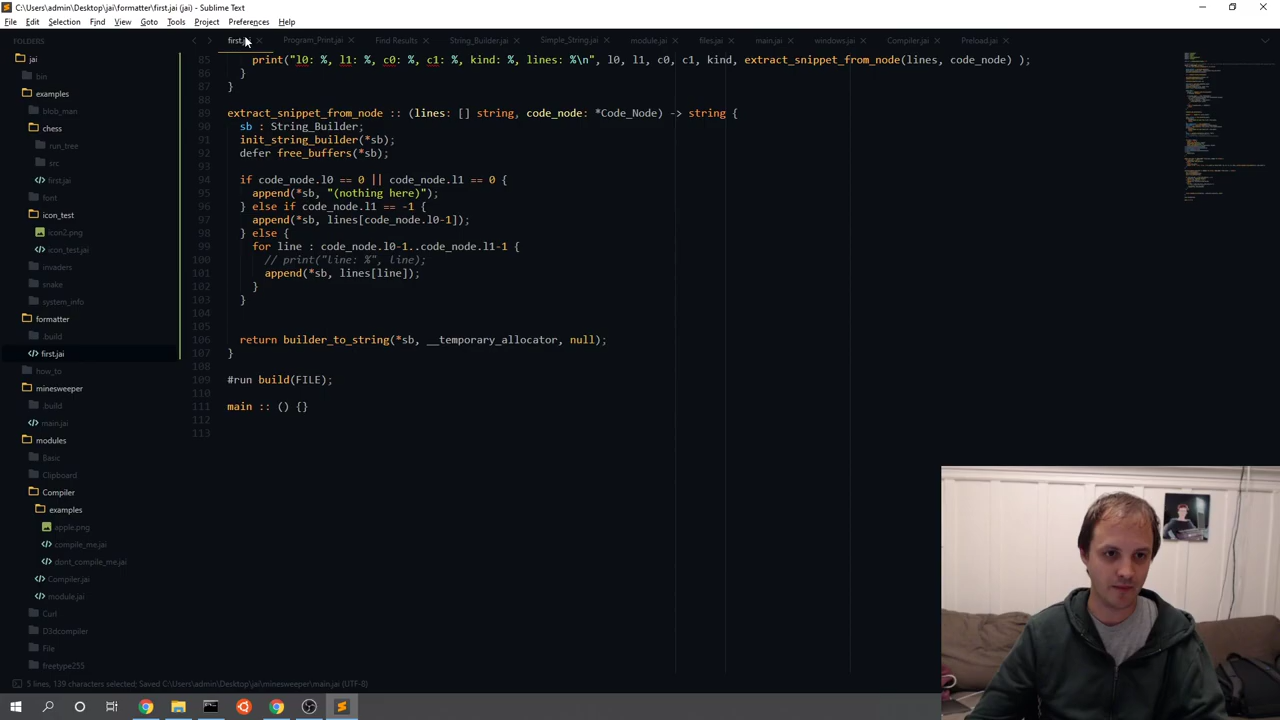 C:\Users\admin\Desktop\jai\formatter\first.jai (jai) - Sublime Text
File Edit Selection Find View Goto Tools Project Preferences Help
FOLDERS
jai
bin
examples
blob_man
chess
run_tree
src
first.jai
font
icon_test
icon2.png
icon_test.jai
invaders
snake
system_info
formatter
.build
first.jai
how_to
minesweeper
.build
main.jai
modules
Basic
Clipboard
Compiler
examples
apple.png
compile_me.jai
dont_compile_me.jai
Compiler.jai
module.jai
Curl
D3dcompiler
File
freetype255
first.jai Program_Print.jai Find Results String_Builder.jai Simple_String.jai module.jai files.jai main.jai windows.jai Compiler.jai Preload.jai
85 print("l0: %, l1: %, c0: %, c1: %, kind: %, lines: %\n", l0, l1, c0, c1, kind, extract_snippet_from_node(lines, code_node) );
86 }
87 }
88
89 extract_snippet_from_node :: (lines: [] string, code_node: *Code_Node) -> string {
90 sb : String_Builder;
91 init_string_builder(*sb);
92 defer free_buffers(*sb);
93
94 if code_node.l0 == 0 || code_node.l1 == 0 {
95 append(*sb, "(nothing here)");
96 } else if code_node.l1 == -1 {
97 append(*sb, lines[code_node.l0-1]);
98 } else {
99 for line : code_node.l0-1..code_node.l1-1 {
100 // print("line: %", line);
101 append(*sb, lines[line]);
102 }
103 }
104
105
106 return builder_to_string(*sb, __temporary_allocator, null);
107 }
108
109 #run build(FILE);
110
111 main :: () {}
112
113
5 lines, 139 characters selected; Saved C:\Users\admin\Desktop\jai\minesweeper\main.jai (UTF-8)